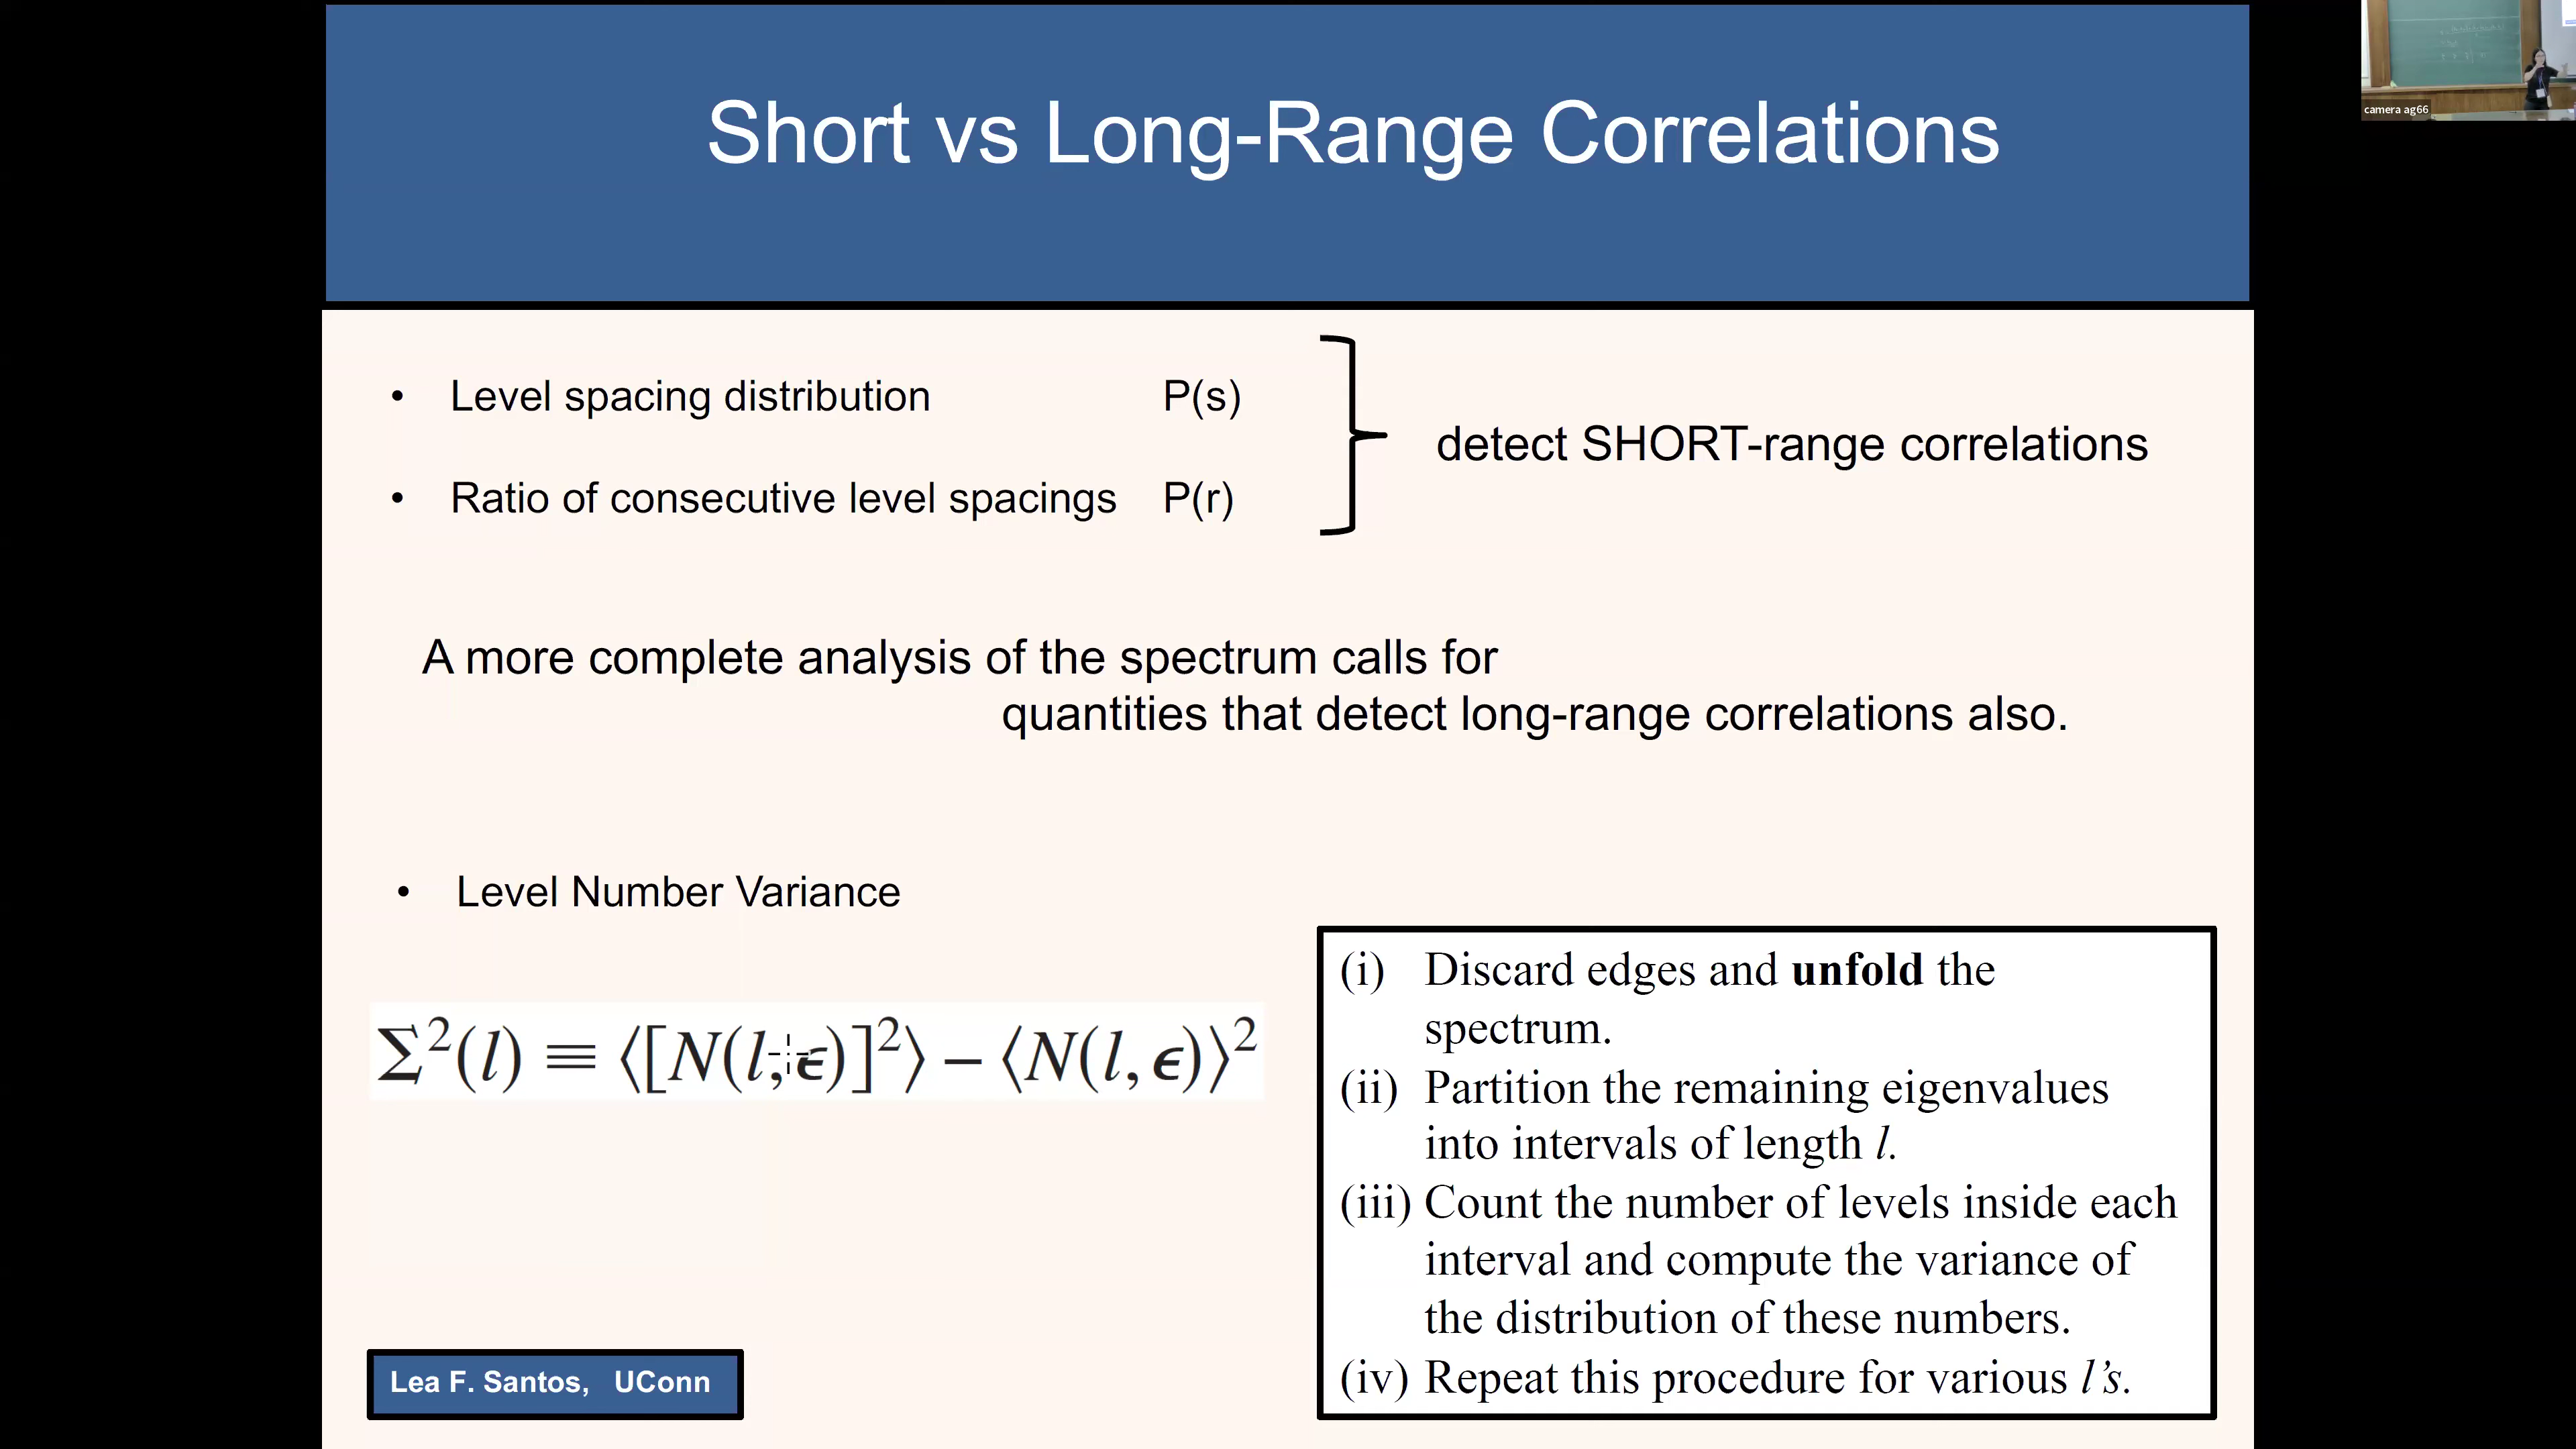 Short vs Long-Range Correlations
camera ag66
• Level spacing distribution P(s)
• Ratio of consecutive level spacings P(r)
detect SHORT-range correlations
A more complete analysis of the spectrum calls for
quantities that detect long-range correlations also.
• Level Number Variance
Σ²(l) ≡ ⟨[N(l, ϵ)]²⟩ − ⟨N(l, ϵ)⟩²
(i) Discard edges and unfold the
spectrum.
(ii) Partition the remaining eigenvalues
into intervals of length l.
(iii) Count the number of levels inside each
interval and compute the variance of
the distribution of these numbers.
(iv) Repeat this procedure for various l’s.
Lea F. Santos, UConn